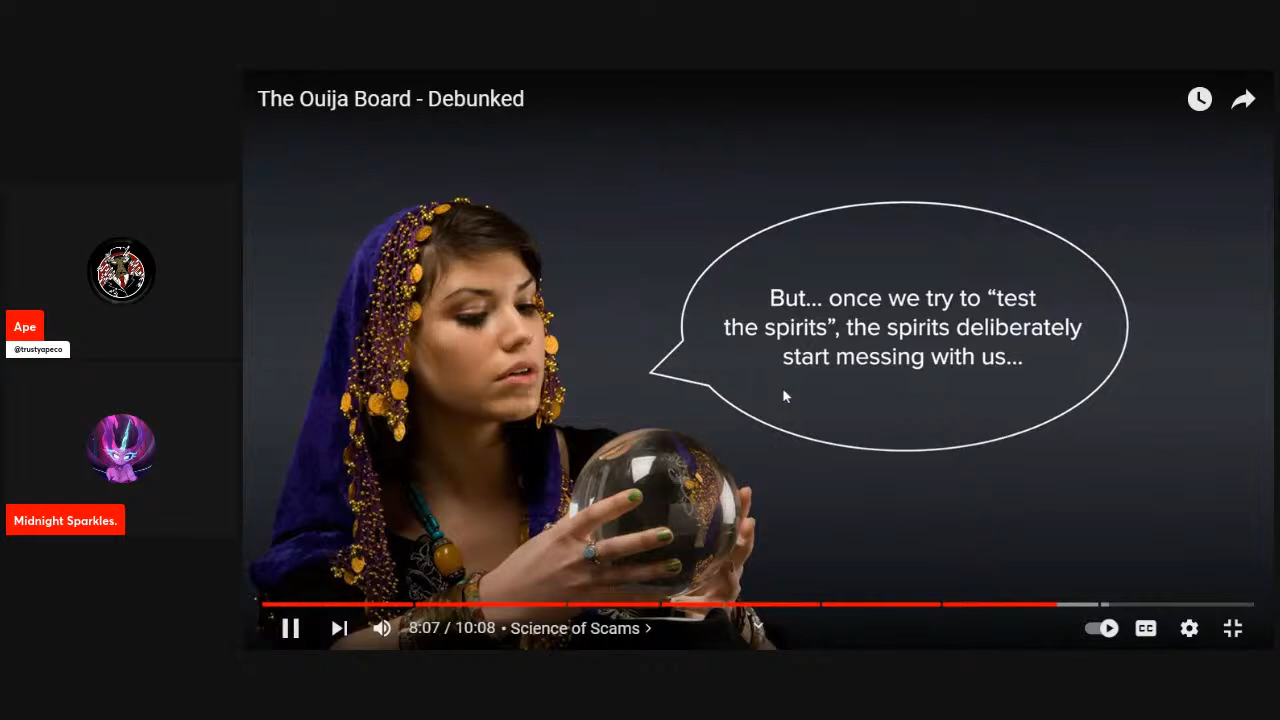 The Ouija Board - Debunked
But... once we try to “test
the spirits”, the spirits deliberately
start messing with us...
Ape
@trustyapeco
Midnight Sparkles.
8:07 / 10:08 • Science of Scams >
CC